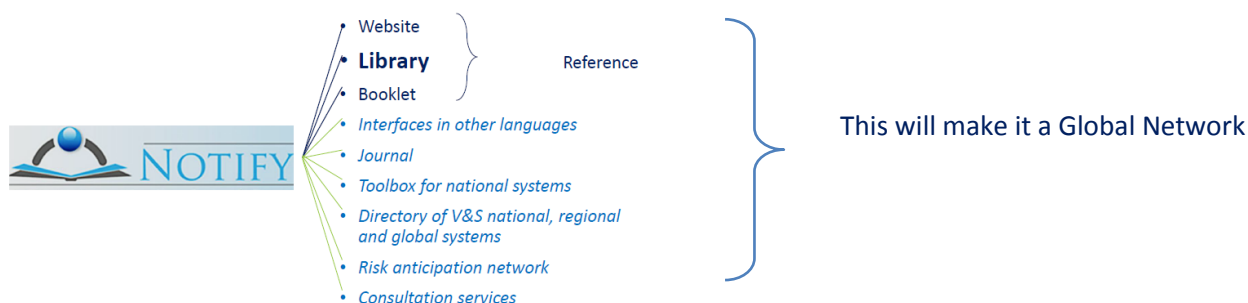 • Website
• Library
Reference
• Booklet
• Interfaces in other languages
This will make it a Global Network
NOTIFY
• Journal
• Toolbox for national systems
• Directory of V&S national, regional
and global systems
• Risk anticipation network
• Consultation services